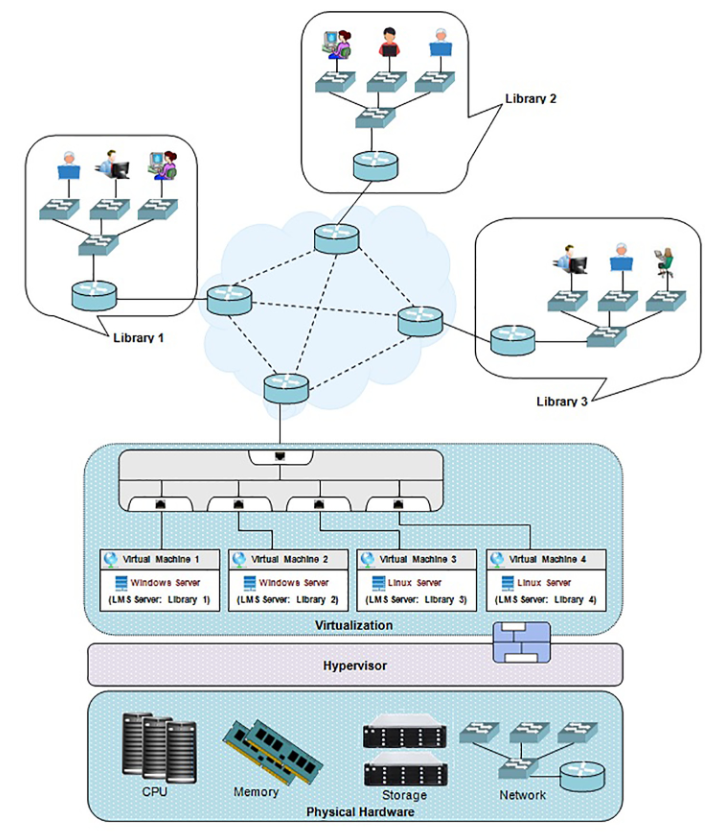 Library 2
Library 1
Library 3
Virtual Machine 1
Windows Server
(LMS Server: Library 1)
Virtual Machine 2
Windows Server
(LMS Server: Library 2)
Virtual Machine 3
Linux Server
(LMS Server: Library 3)
Virtual Machine 4
Linux Server
(LMS Server: Library 4)
Virtualization
Hypervisor
CPU
Memory
Storage
Network
Physical Hardware